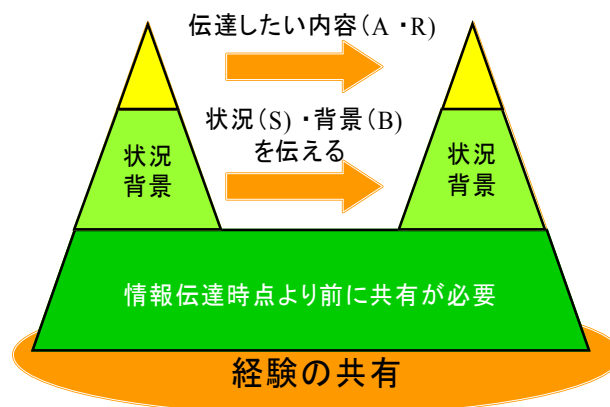 伝達したい内容(A・R)
状況(S)・背景(B)
を伝える
状況
背景
状況
背景
情報伝達時点より前に共有が必要
経験の共有